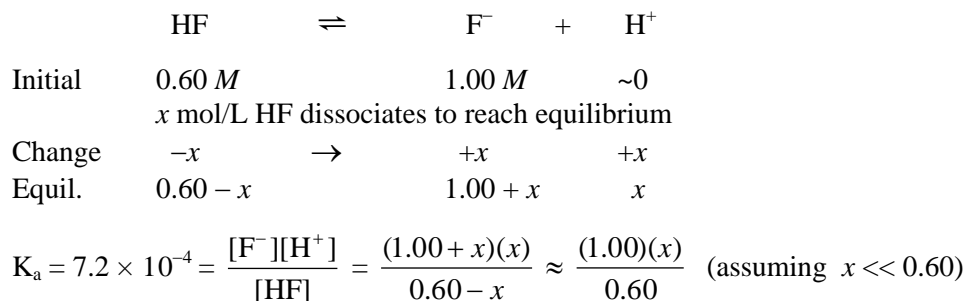 HF ⇌ F⁻ + H⁺
Initial 0.60 M 1.00 M ~0
x mol/L HF dissociates to reach equilibrium
Change −x → +x +x
Equil. 0.60 − x 1.00 + x x
Kₐ = 7.2 × 10⁻⁴ = [F⁻][H⁺]/[HF] = (1.00 + x)(x)/(0.60 − x) ≈ (1.00)(x)/0.60 (assuming x << 0.60)